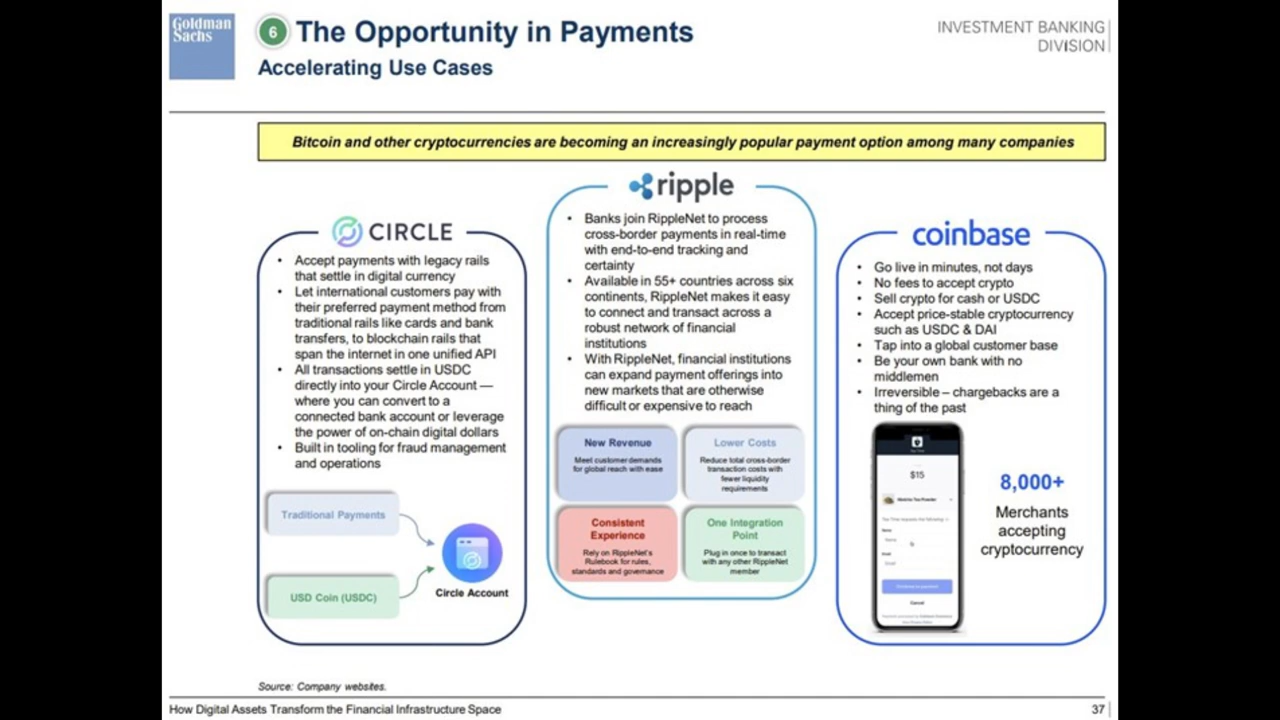 Goldman
Sachs
6 The Opportunity in Payments
Accelerating Use Cases
INVESTMENT BANKING
DIVISION
Bitcoin and other cryptocurrencies are becoming an increasingly popular payment option among many companies
CIRCLE
• Accept payments with legacy rails
that settle in digital currency
• Let international customers pay with
their preferred payment method from
traditional rails like cards and bank
transfers, to blockchain rails that
span the internet in one unified API
• All transactions settle in USDC
directly into your Circle Account —
where you can convert to a
connected bank account or leverage
the power of on-chain digital dollars
• Built in tooling for fraud management
and operations
Traditional Payments
USD Coin (USDC)
Circle Account
ripple
• Banks join RippleNet to process
cross-border payments in real-time
with end-to-end tracking and
certainty
• Available in 55+ countries across six
continents, RippleNet makes it easy
to connect and transact across a
robust network of financial
institutions
• With RippleNet, financial institutions
can expand payment offerings into
new markets that are otherwise
difficult or expensive to reach
New Revenue
Meet customer demands
for global reach with ease
Lower Costs
Reduce total cross-border
transaction costs with
fewer liquidity
requirements
Consistent
Experience
Rely on RippleNet's
Rulebook for rules,
standards and governance
One Integration
Point
Plug in once to transact
with any other RippleNet
member
coinbase
• Go live in minutes, not days
• No fees to accept crypto
• Sell crypto for cash or USDC
• Accept price-stable cryptocurrency
such as USDC & DAI
• Tap into a global customer base
• Be your own bank with no
middlemen
• Irreversible – chargebacks are a
thing of the past
$15
Matcha Tea Powder
Name
Email
Cancel
8,000+
Merchants
accepting
cryptocurrency
Source: Company websites.
How Digital Assets Transform the Financial Infrastructure Space
37